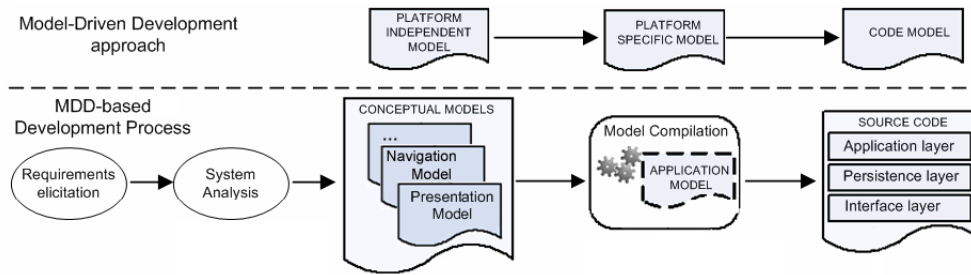 Model-Driven Development
approach
PLATFORM
INDEPENDENT
MODEL
PLATFORM
SPECIFIC MODEL
CODE MODEL
MDD-based
Development Process
Requirements
elicitation
System
Analysis
CONCEPTUAL MODELS
...
Navigation
Model
Presentation
Model
Model Compilation
APPLICATION
MODEL
SOURCE CODE
Application layer
Persistence layer
Interface layer